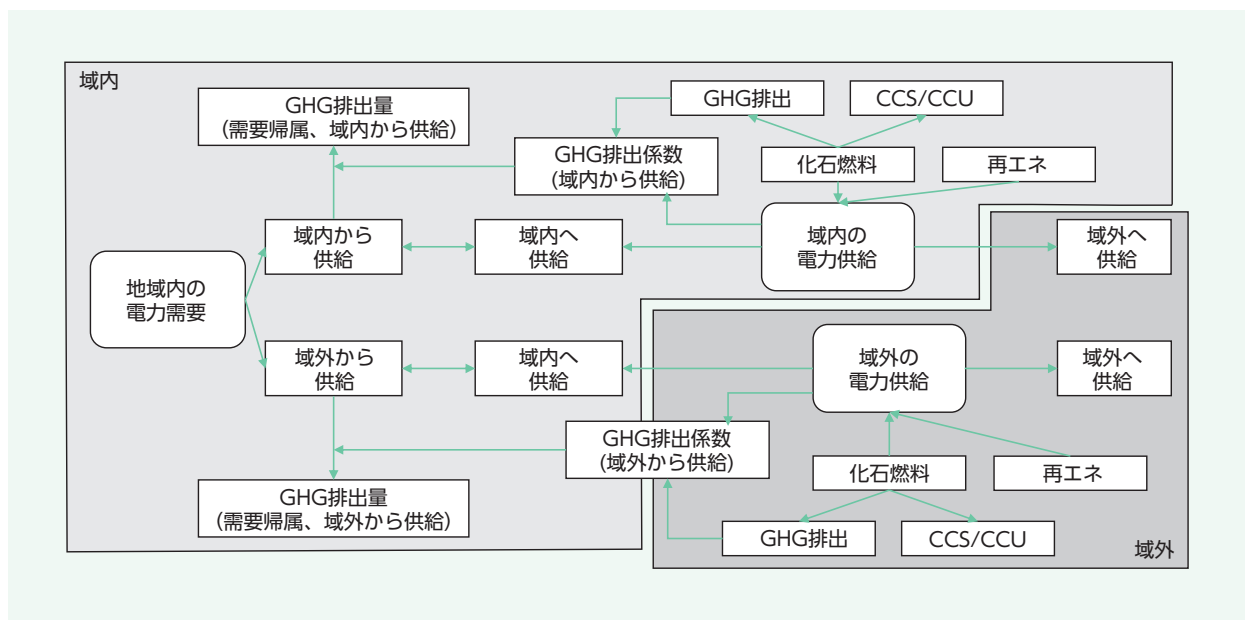 域内
GHG排出量
（需要帰属、域内から供給）
GHG排出
CCS/CCU
GHG排出係数
(域内から供給)
化石燃料
再エネ
域内から
供給
域内へ
供給
域内の
電力供給
域外へ
供給
地域内の
電力需要
域外から
供給
域内へ
供給
域外の
電力供給
域外へ
供給
GHG排出係数
(域外から供給)
化石燃料
再エネ
GHG排出量
（需要帰属、域外から供給）
GHG排出
CCS/CCU
域外